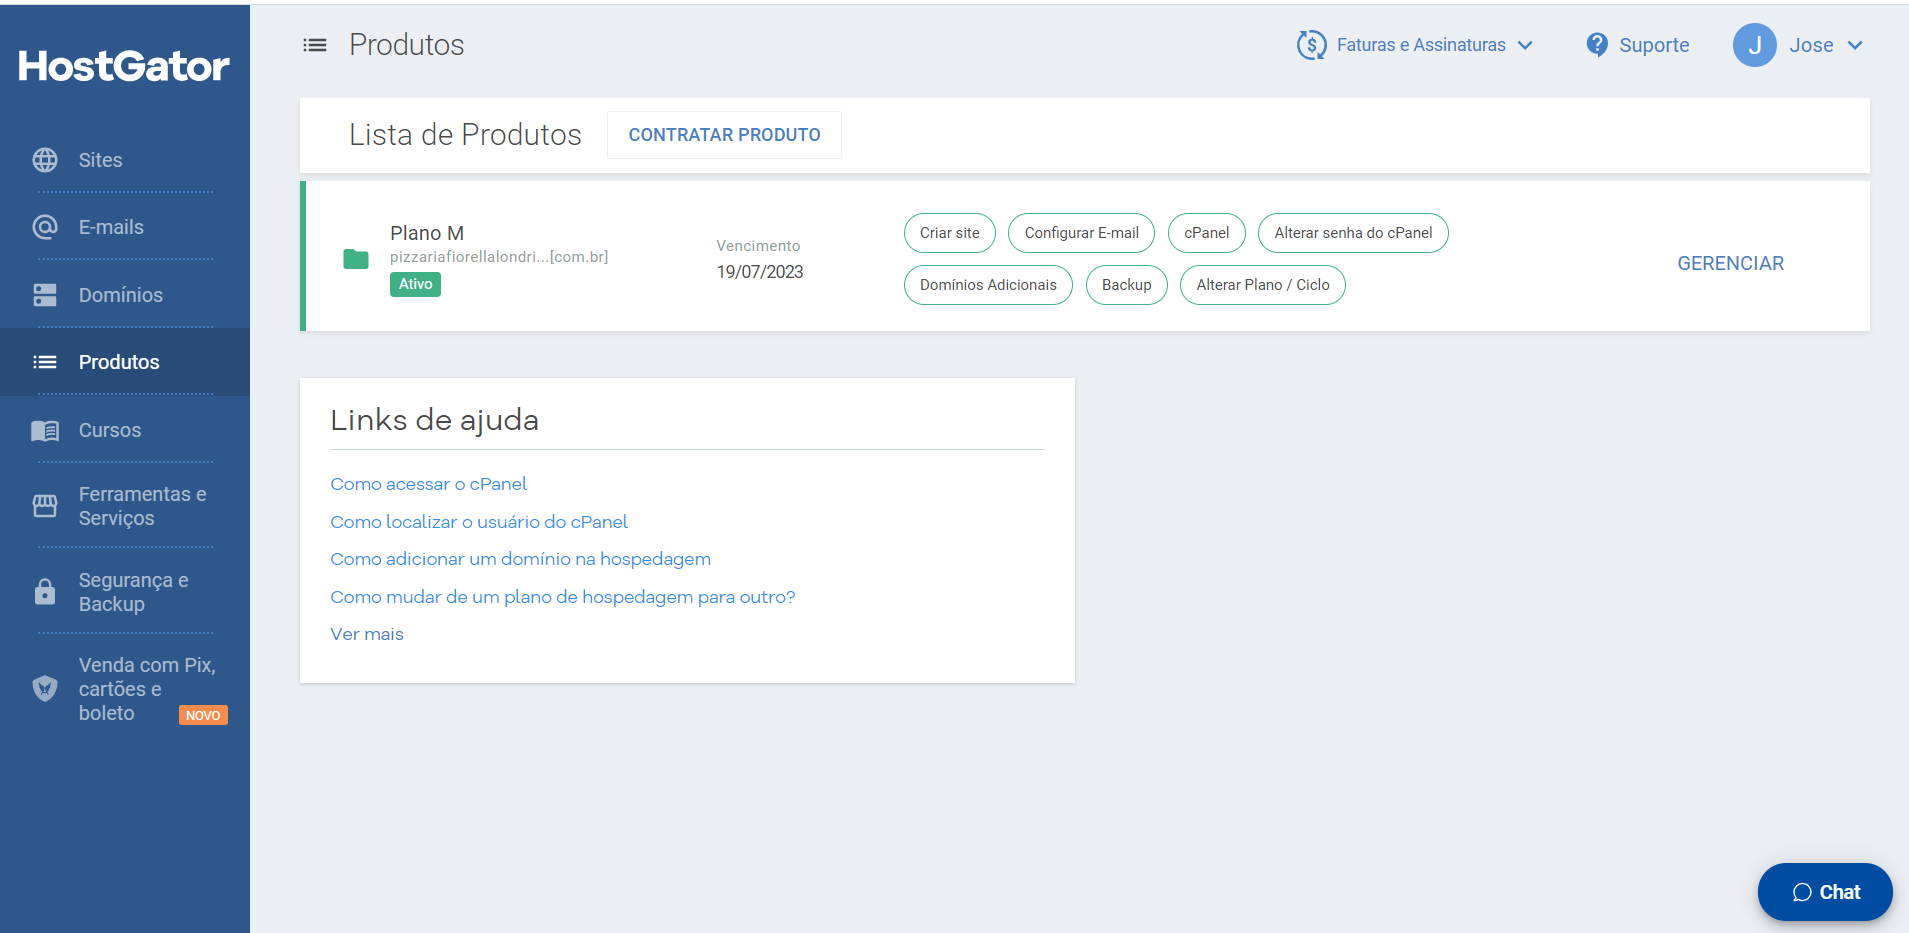 HostGator
Sites
E-mails
Domínios
Produtos
Cursos
Ferramentas e
Serviços
Segurança e
Backup
Venda com Pix,
cartões e
boleto
NOVO
Produtos
$ Faturas e Assinaturas
? Suporte
J Jose
Lista de Produtos
CONTRATAR PRODUTO
Plano M
pizzariafiorellalondri...[com.br]
Ativo
Vencimento
19/07/2023
Criar site
Configurar E-mail
cPanel
Alterar senha do cPanel
Domínios Adicionais
Backup
Alterar Plano / Ciclo
GERENCIAR
Links de ajuda
Como acessar o cPanel
Como localizar o usuário do cPanel
Como adicionar um domínio na hospedagem
Como mudar de um plano de hospedagem para outro?
Ver mais
Chat